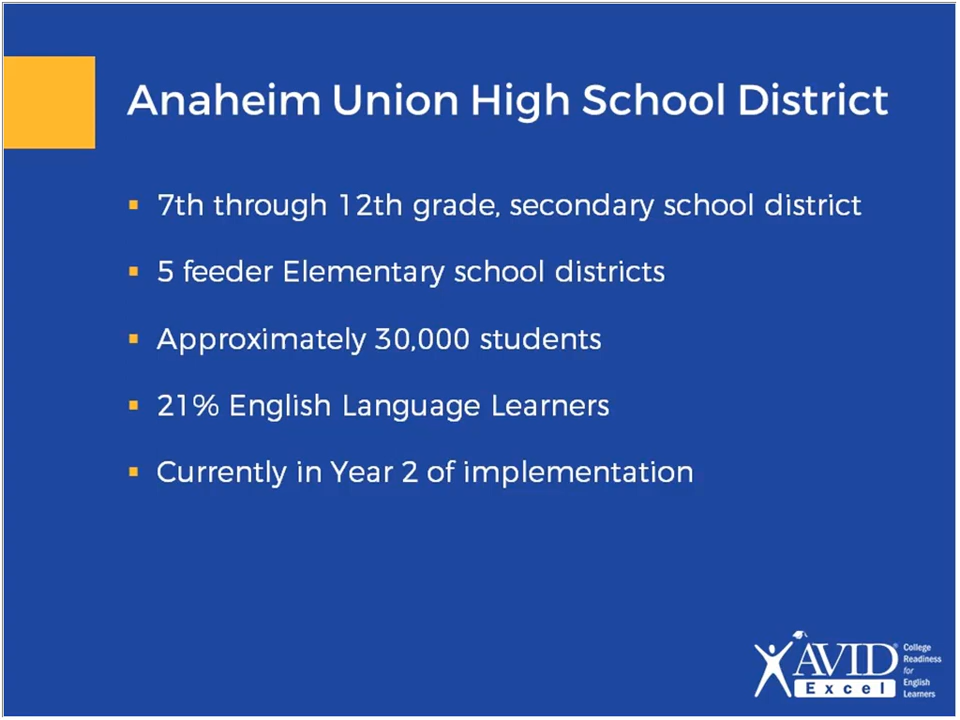 Anaheim Union High School District
7th through 12th grade, secondary school district
5 feeder Elementary school districts
Approximately 30,000 students
21% English Language Learners
Currently in Year 2 of implementation
AVID®
Excel
College
Readiness
for
English
Learners